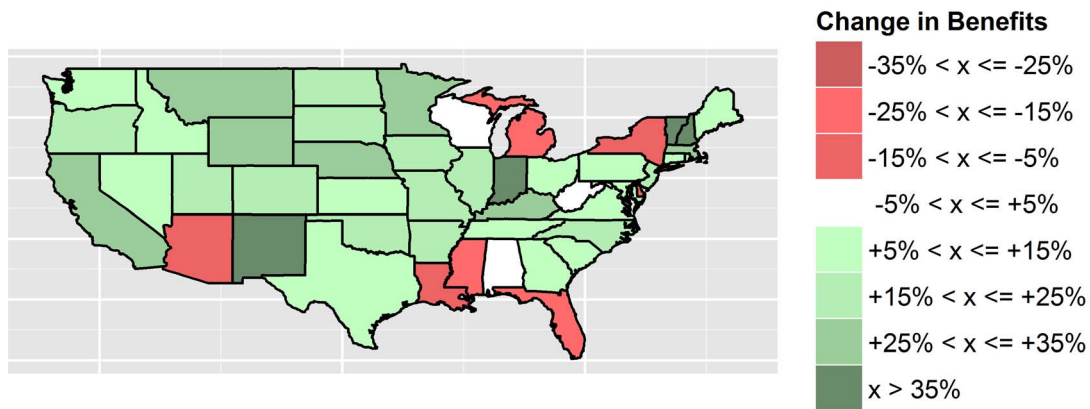 Change in Benefits
-35% < x <= -25%
-25% < x <= -15%
-15% < x <= -5%
-5% < x <= +5%
+5% < x <= +15%
+15% < x <= +25%
+25% < x <= +35%
x > 35%